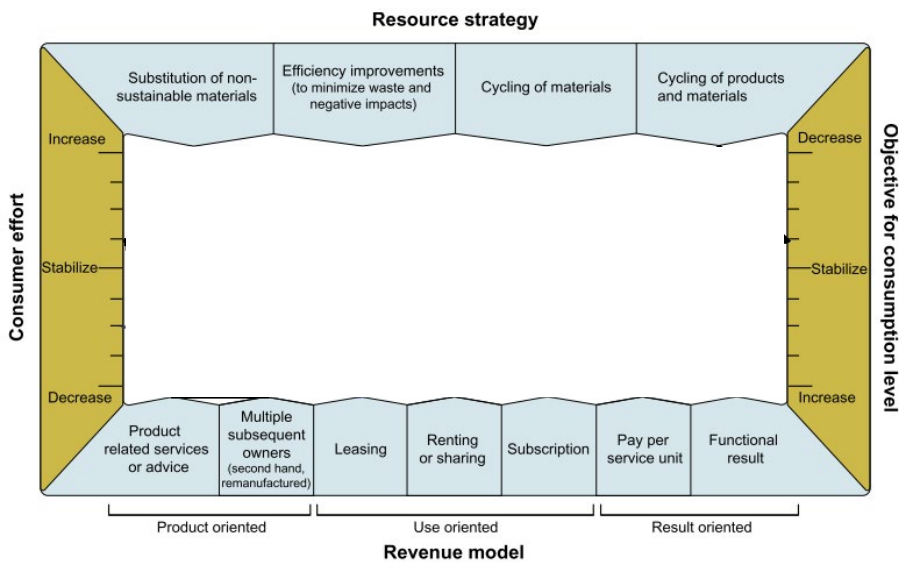 Resource strategy
Substitution of non-
sustainable materials
Efficiency improvements
(to minimize waste and
negative impacts)
Cycling of materials
Cycling of products
and materials
Consumer effort
Increase
Stabilize
Decrease
Objective for consumption level
Decrease
Stabilize
Increase
Product
related services
or advice
Multiple
subsequent
owners
(second hand,
remanufactured)
Leasing
Renting
or sharing
Subscription
Pay per
service unit
Functional
result
Product oriented
Use oriented
Result oriented
Revenue model